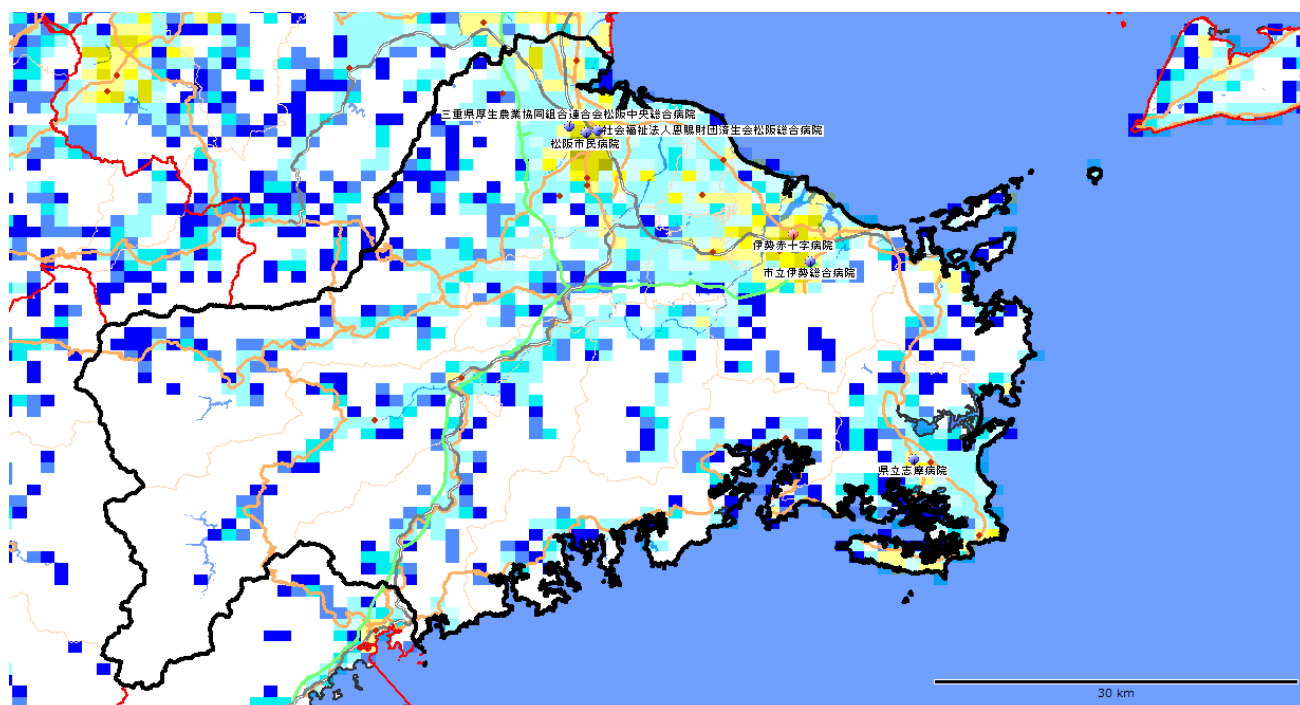 三重県厚生農業協同組合連合会松阪中央総合病院
社会福祉法人恩賜財団済生会松阪総合病院
松阪市民病院
伊勢赤十字病院
市立伊勢総合病院
県立志摩病院
30 km